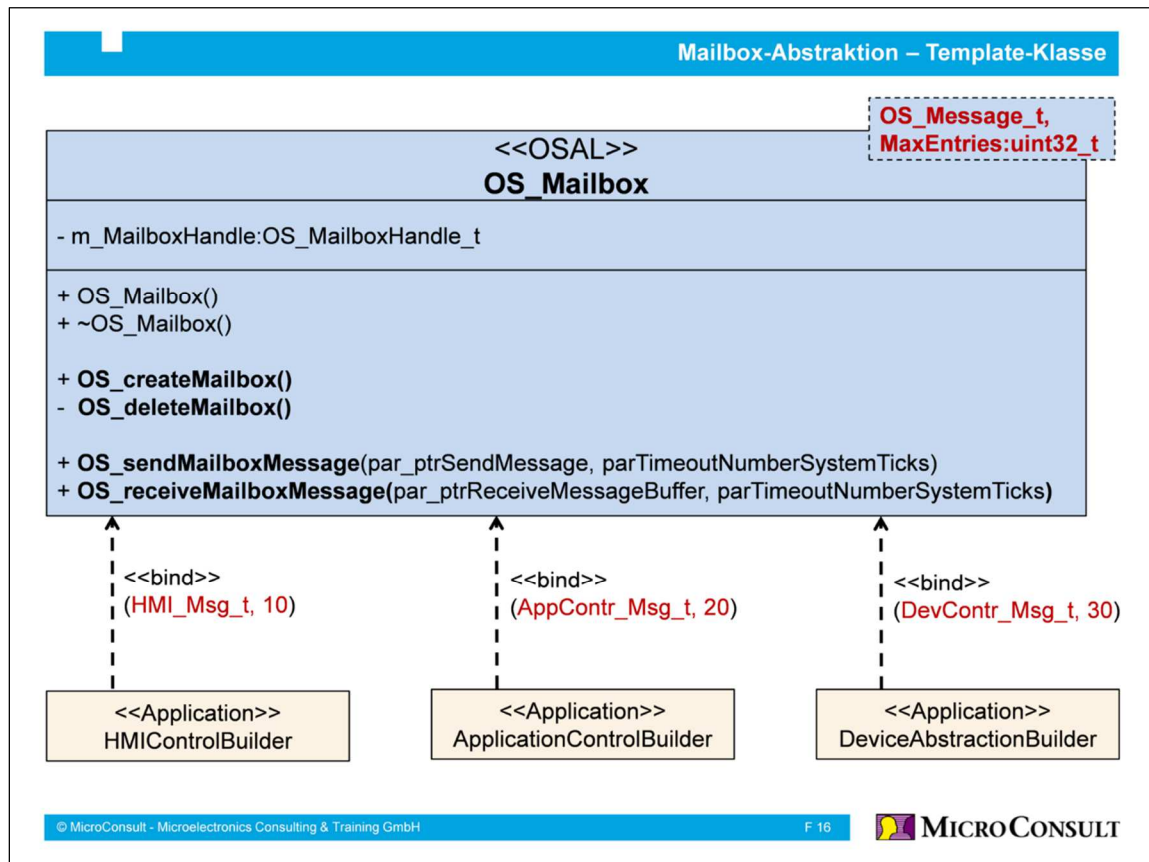 Mailbox-Abstraktion – Template-Klasse
OS_Message_t,
MaxEntries:uint32_t
<<OSAL>>
OS_Mailbox
- m_MailboxHandle:OS_MailboxHandle_t
+ OS_Mailbox()
+ ~OS_Mailbox()
+ OS_createMailbox()
- OS_deleteMailbox()
+ OS_sendMailboxMessage(par_ptrSendMessage, parTimeoutNumberSystemTicks)
+ OS_receiveMailboxMessage(par_ptrReceiveMessageBuffer, parTimeoutNumberSystemTicks)
<<bind>>
(HMI_Msg_t, 10)
<<bind>>
(AppContr_Msg_t, 20)
<<bind>>
(DevContr_Msg_t, 30)
<<Application>>
HMIControlBuilder
<<Application>>
ApplicationControlBuilder
<<Application>>
DeviceAbstractionBuilder
© MicroConsult - Microelectronics Consulting & Training GmbH
F 16
MICROCONSULT